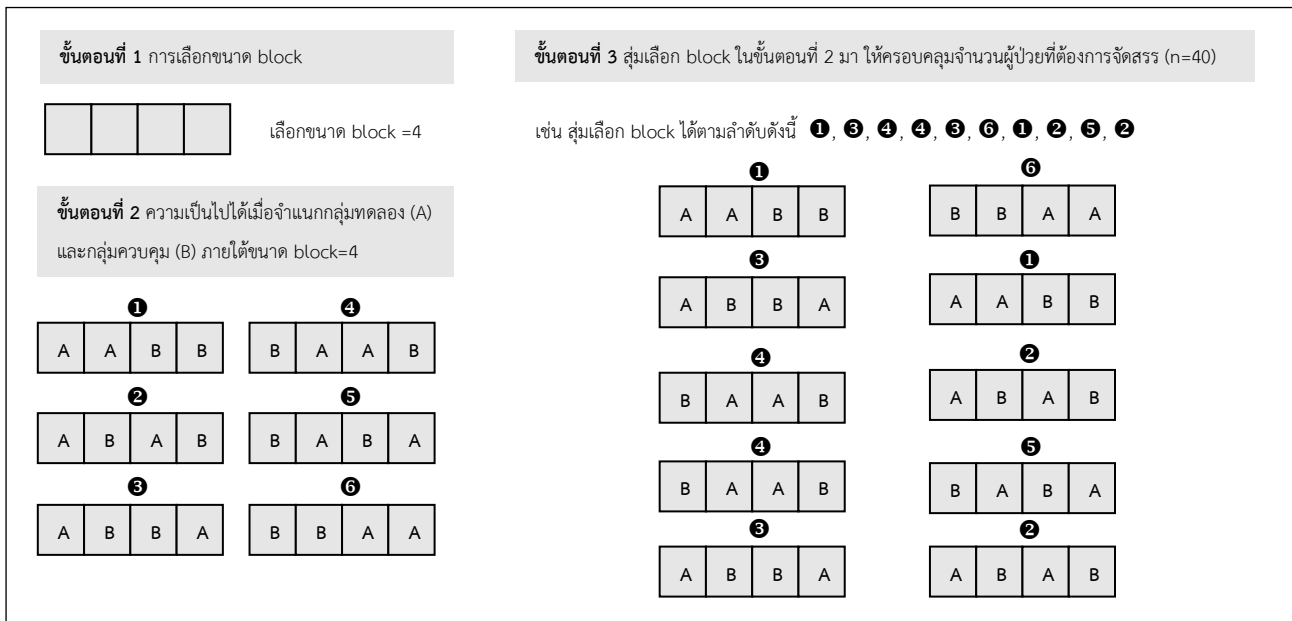 ขั้นตอนที่ 1 การเลือกขนาด block
เลือกขนาด block =4
ขั้นตอนที่ 2 ความเป็นไปได้เมื่อจำแนกกลุ่มทดลอง (A)
และกลุ่มควบคุม (B) ภายใต้ขนาด block=4
❶ ❹
A A B B B A A B
❷ ❺
A B A B B A B A
❸ ❻
A B B A B B A A
ขั้นตอนที่ 3 สุ่มเลือก block ในขั้นตอนที่ 2 มา ให้ครอบคลุมจำนวนผู้ป่วยที่ต้องการจัดสรร (n=40)
เช่น สุ่มเลือก block ได้ตามลำดับดังนี้ ❶, ❸, ❹, ❹, ❸, ❻, ❶, ❷, ❺, ❷
❶ ❻
A A B B B B A A
❸ ❶
A B B A A A B B
❹ ❷
B A A B A B A B
❹ ❺
B A A B B A B A
❸ ❷
A B B A A B A B